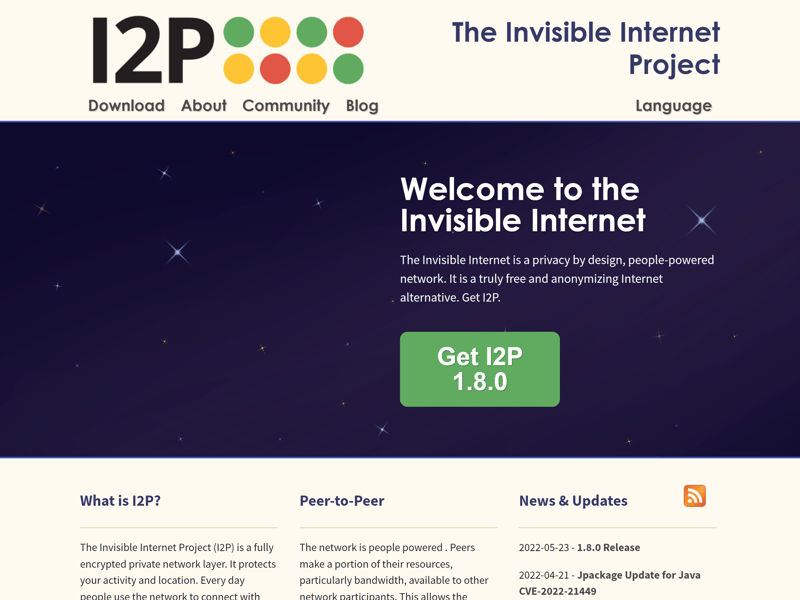 I2P
The Invisible Internet
Project
Download About Community Blog Language
Welcome to the
Invisible Internet
The Invisible Internet is a privacy by design, people-powered
network. It is a truly free and anonymizing Internet
alternative. Get I2P.
Get I2P
1.8.0
What is I2P?
The Invisible Internet Project (I2P) is a fully
encrypted private network layer. It protects
your activity and location. Every day
people use the network to connect with
Peer-to-Peer
The network is people powered . Peers
make a portion of their resources,
particularly bandwidth, available to other
network participants. This allows the
News & Updates
2022-05-23 - 1.8.0 Release
2022-04-21 - Jpackage Update for Java
CVE-2022-21449